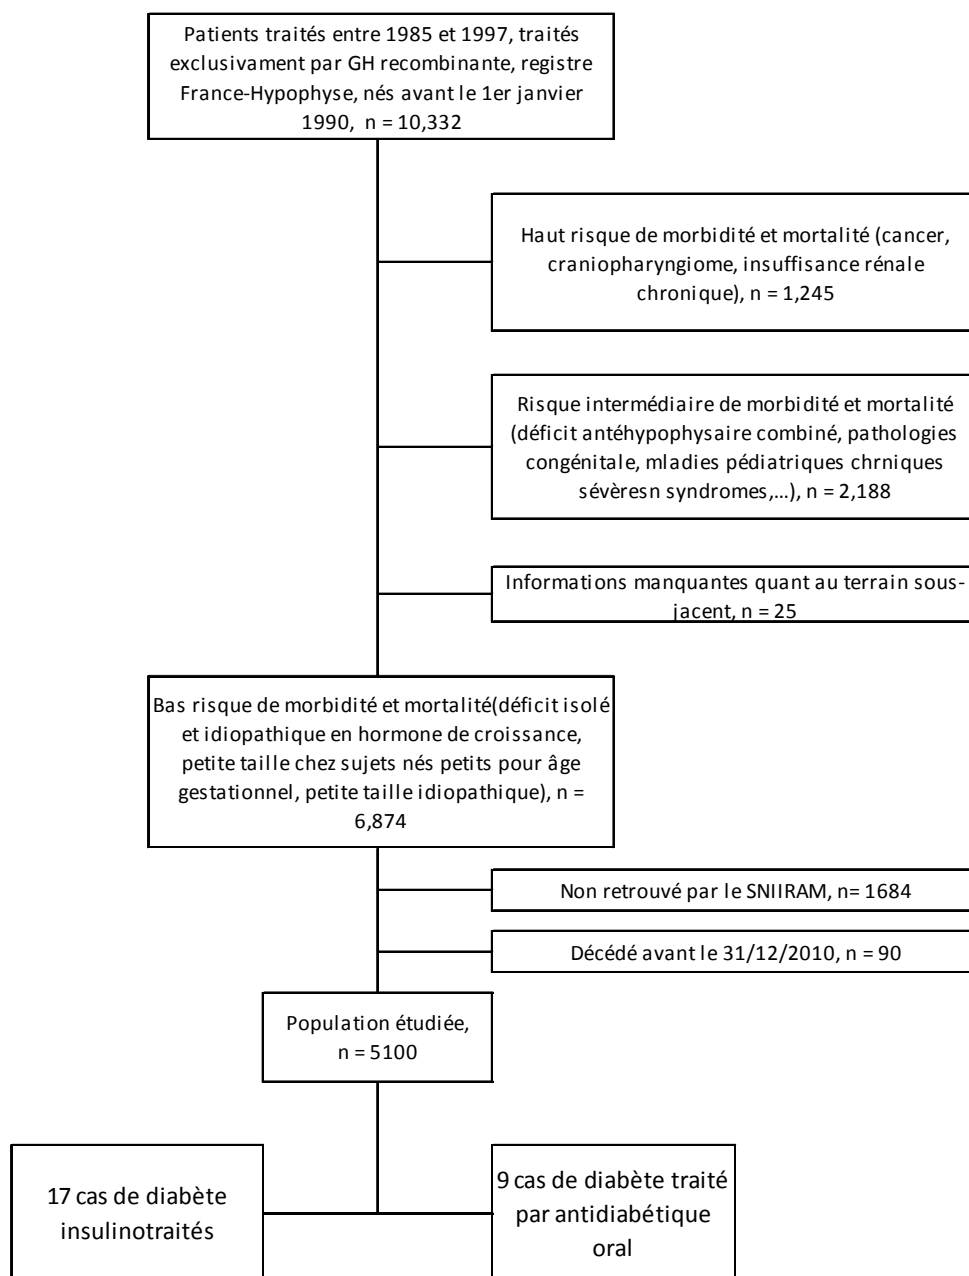 Patients traités entre 1985 et 1997, traités
exclusivament par GH recombinante, registre
France-Hypophyse, nés avant le 1er janvier
1990, n = 10,332
Haut risque de morbidité et mortalité (cancer,
craniopharyngiome, insuffisance rénale
chronique), n = 1,245
Risque intermédiaire de morbidité et mortalité
(déficit antéhypophysaire combiné, pathologies
congénitale, mladies pédiatriques chrniques
sévèresn syndromes,...), n = 2,188
Informations manquantes quant au terrain sous-
jacent, n = 25
Bas risque de morbidité et mortalité(déficit isolé
et idiopathique en hormone de croissance,
petite taille chez sujets nés petits pour âge
gestationnel, petite taille idiopathique), n =
6,874
Non retrouvé par le SNIIRAM, n= 1684
Décédé avant le 31/12/2010, n = 90
Population étudiée,
n = 5100
17 cas de diabète
insulinotraités
9 cas de diabète traité
par antidiabétique
oral